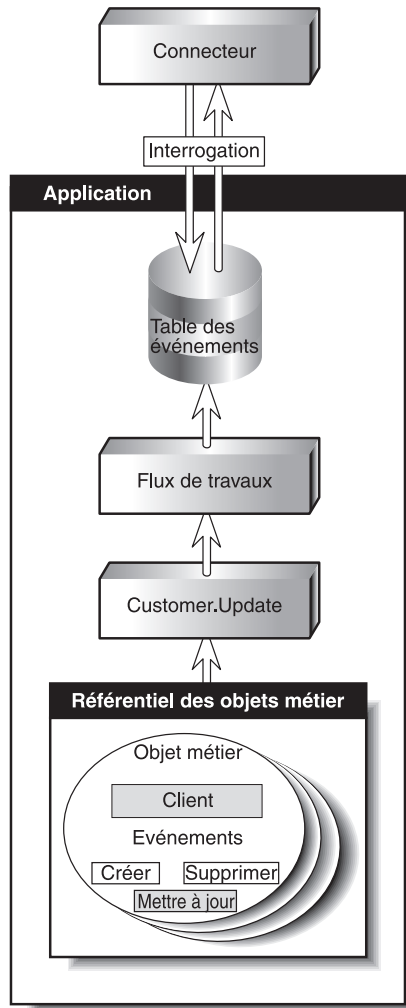 Connecteur
Interrogation
Application
Table des
événements
Flux de travaux
Customer.Update
Référentiel des objets métier
Objet métier
Client
Evénements
Créer Supprimer
Mettre à jour